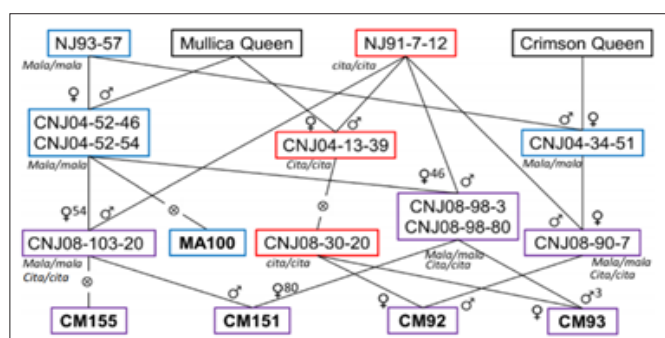 NJ93-57
Mullica Queen
NJ91-7-12
Crimson Queen
Mala/mala
cita/cita
♀ ♂
♀ ♂
♂ ♀
CNJ04-52-46
CNJ04-52-54
CNJ04-13-39
CNJ04-34-51
Mala/mala
Cita/cita
Mala/mala
♀54 ♂
♀46 ♂
♂ ♀
CNJ08-103-20
MA100
CNJ08-30-20
CNJ08-98-3
CNJ08-98-80
CNJ08-90-7
Mala/mala
Cita/cita
cita/cita
Mala/mala
Cita/cita
Mala/mala
Cita/cita
♂ ♀80
♀ ♂
♀ ♂3
CM155
CM151
CM92
CM93